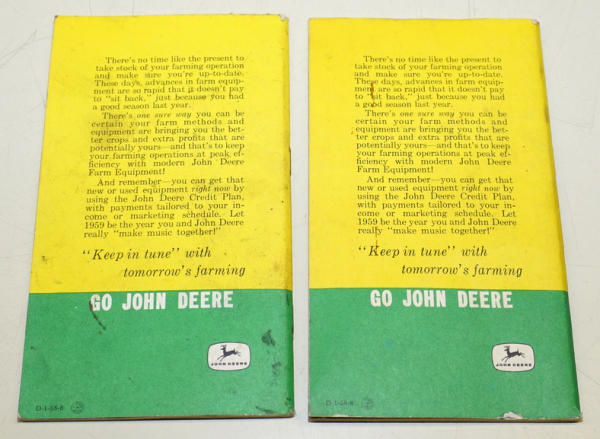 There's no time like the present to
take stock of your farming operation
and make sure you're up-to-date.
These days, advances in farm equip-
ment are so rapid that it doesn't pay
to "sit back," just because you had
a good season last year.
There's one sure way you can be
certain your farm methods and
equipment are bringing you the bet-
ter crops and extra profits that are
potentially yours—and that's to keep
your farming operations at peak ef-
ficiency with modern John Deere
Farm Equipment!
And remember—you can get that
new or used equipment right now by
using the John Deere Credit Plan,
with payments tailored to your in-
come or marketing schedule. Let
1959 be the year you and John Deere
really "make music together!"
"Keep in tune" with
tomorrow's farming
GO JOHN DEERE
JOHN DEERE
D-1-58-8
There's no time like the present to
take stock of your farming operation
and make sure you're up-to-date.
These days, advances in farm equip-
ment are so rapid that it doesn't pay
to "sit back," just because you had
a good season last year.
There's one sure way you can be
certain your farm methods and
equipment are bringing you the bet-
ter crops and extra profits that are
potentially yours—and that's to keep
your farming operations at peak ef-
ficiency with modern John Deere
Farm Equipment!
And remember—you can get that
new or used equipment right now by
using the John Deere Credit Plan,
with payments tailored to your in-
come or marketing schedule. Let
1959 be the year you and John Deere
really "make music together!"
"Keep in tune" with
tomorrow's farming
GO JOHN DEERE
JOHN DEERE